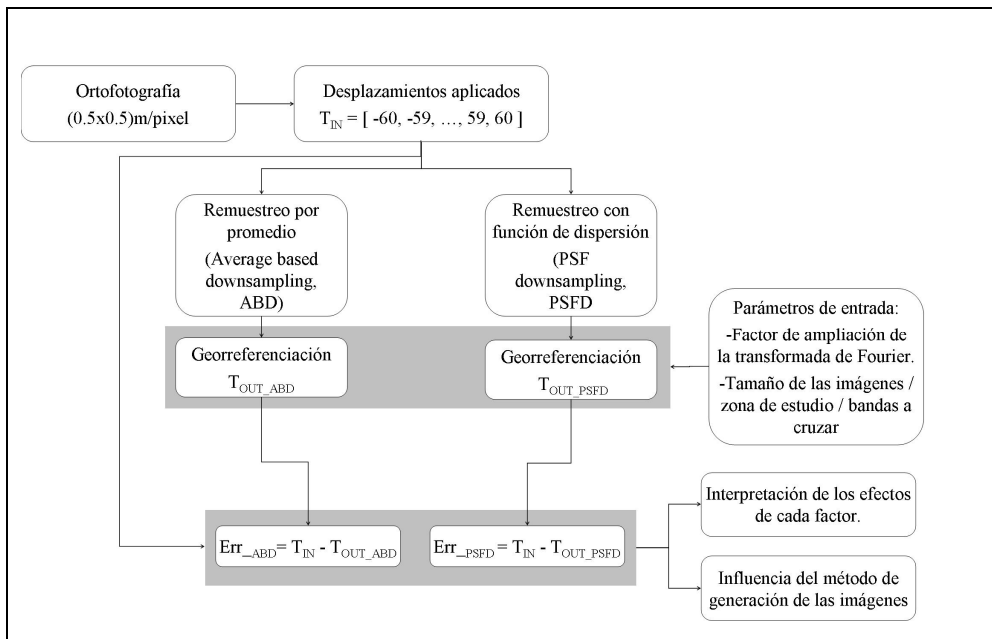 Ortofotografía
(0.5x0.5)m/pixel
Desplazamientos aplicados
T_IN = [ -60, -59, …, 59, 60 ]
Remuestreo por
promedio
(Average based
downsampling,
ABD)
Remuestreo con
función de dispersión
(PSF
downsampling,
PSFD)
Parámetros de entrada:
-Factor de ampliación de
la transformada de Fourier.
-Tamaño de las imágenes /
zona de estudio / bandas a
cruzar
Georreferenciación
T_OUT_ABD
Georreferenciación
T_OUT_PSFD
Err_ABD= T_IN - T_OUT_ABD
Err_PSFD= T_IN - T_OUT_PSFD
Interpretación de los efectos
de cada factor.
Influencia del método de
generación de las imágenes